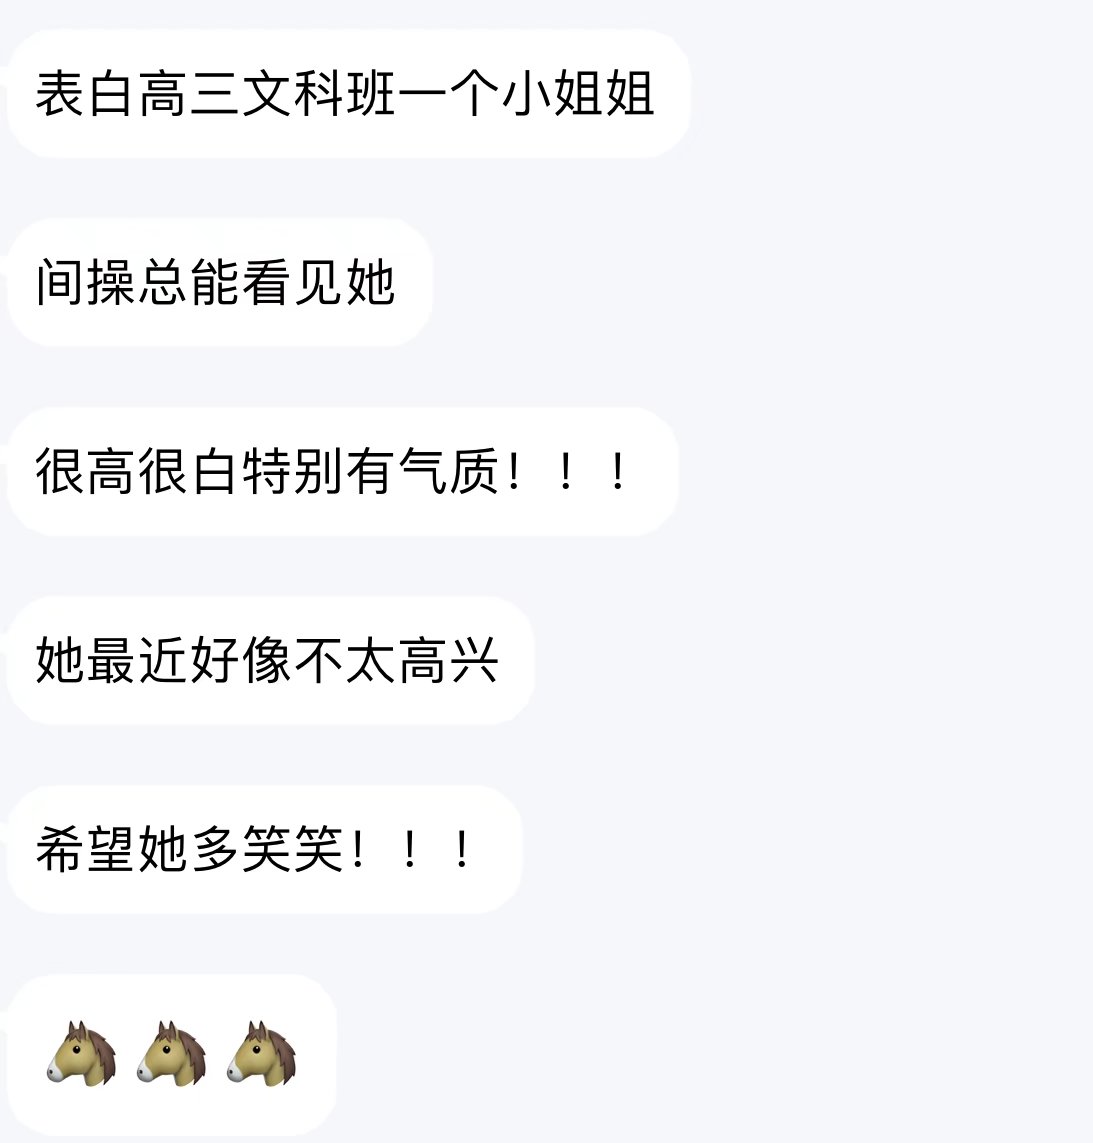 表白高三文科班一个小姐姐
间操总能看见她
很高很白特别有气质！！！
她最近好像不太高兴
希望她多笑笑！！！
🐴🐴🐴